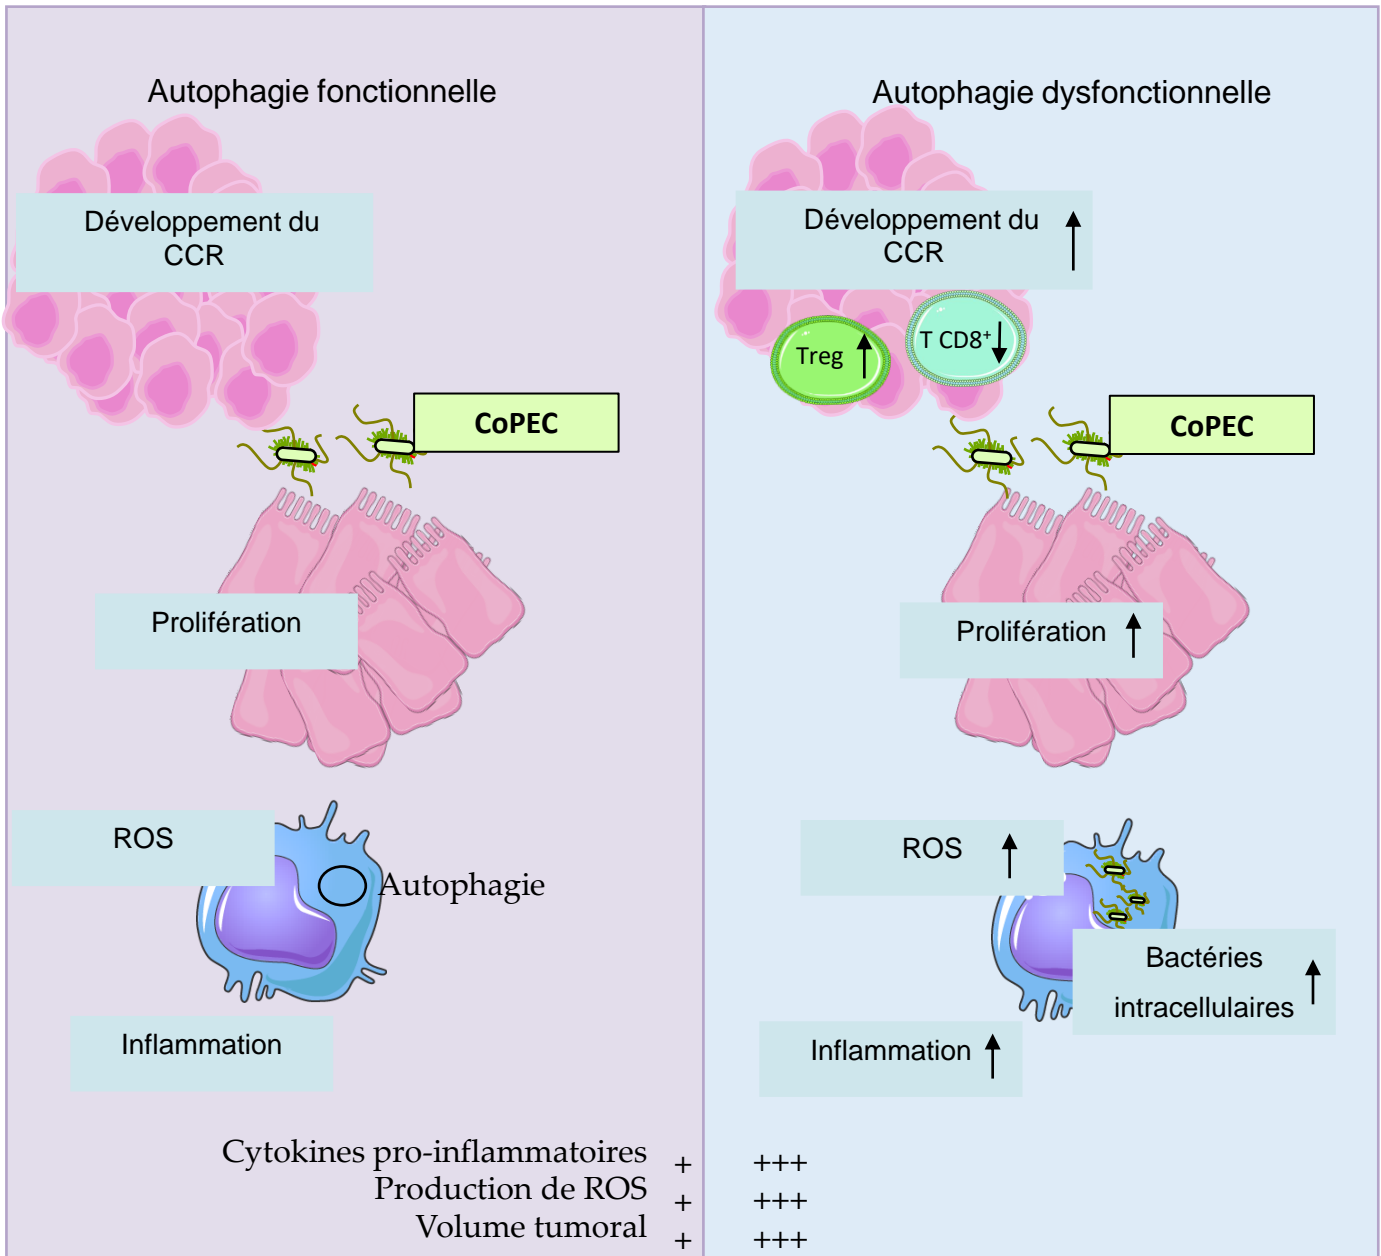 Autophagie fonctionnelle
Développement du
CCR
CoPEC
Prolifération
ROS
Autophagie
Inflammation
Autophagie dysfonctionnelle
Développement du
CCR
Treg
T CD8⁺
CoPEC
Prolifération
ROS
Bactéries
intracellulaires
Inflammation
Cytokines pro-inflammatoires + +++
Production de ROS + +++
Volume tumoral + +++